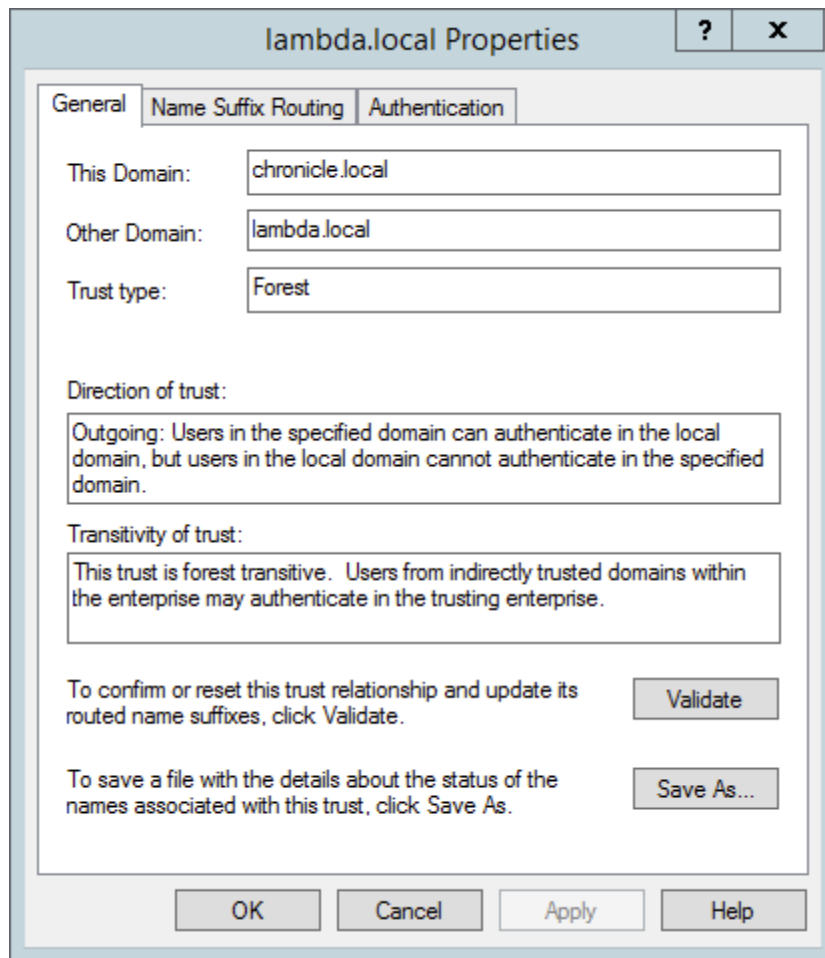 lambda.local Properties
?
x
General
Name Suffix Routing
Authentication
This Domain:
chronicle.local
Other Domain:
lambda.local
Trust type:
Forest
Direction of trust:
Outgoing: Users in the specified domain can authenticate in the local
domain, but users in the local domain cannot authenticate in the specified
domain.
Transitivity of trust:
This trust is forest transitive.  Users from indirectly trusted domains within
the enterprise may authenticate in the trusting enterprise.
To confirm or reset this trust relationship and update its
routed name suffixes, click Validate.
Validate
To save a file with the details about the status of the
names associated with this trust, click Save As.
Save As...
OK
Cancel
Apply
Help